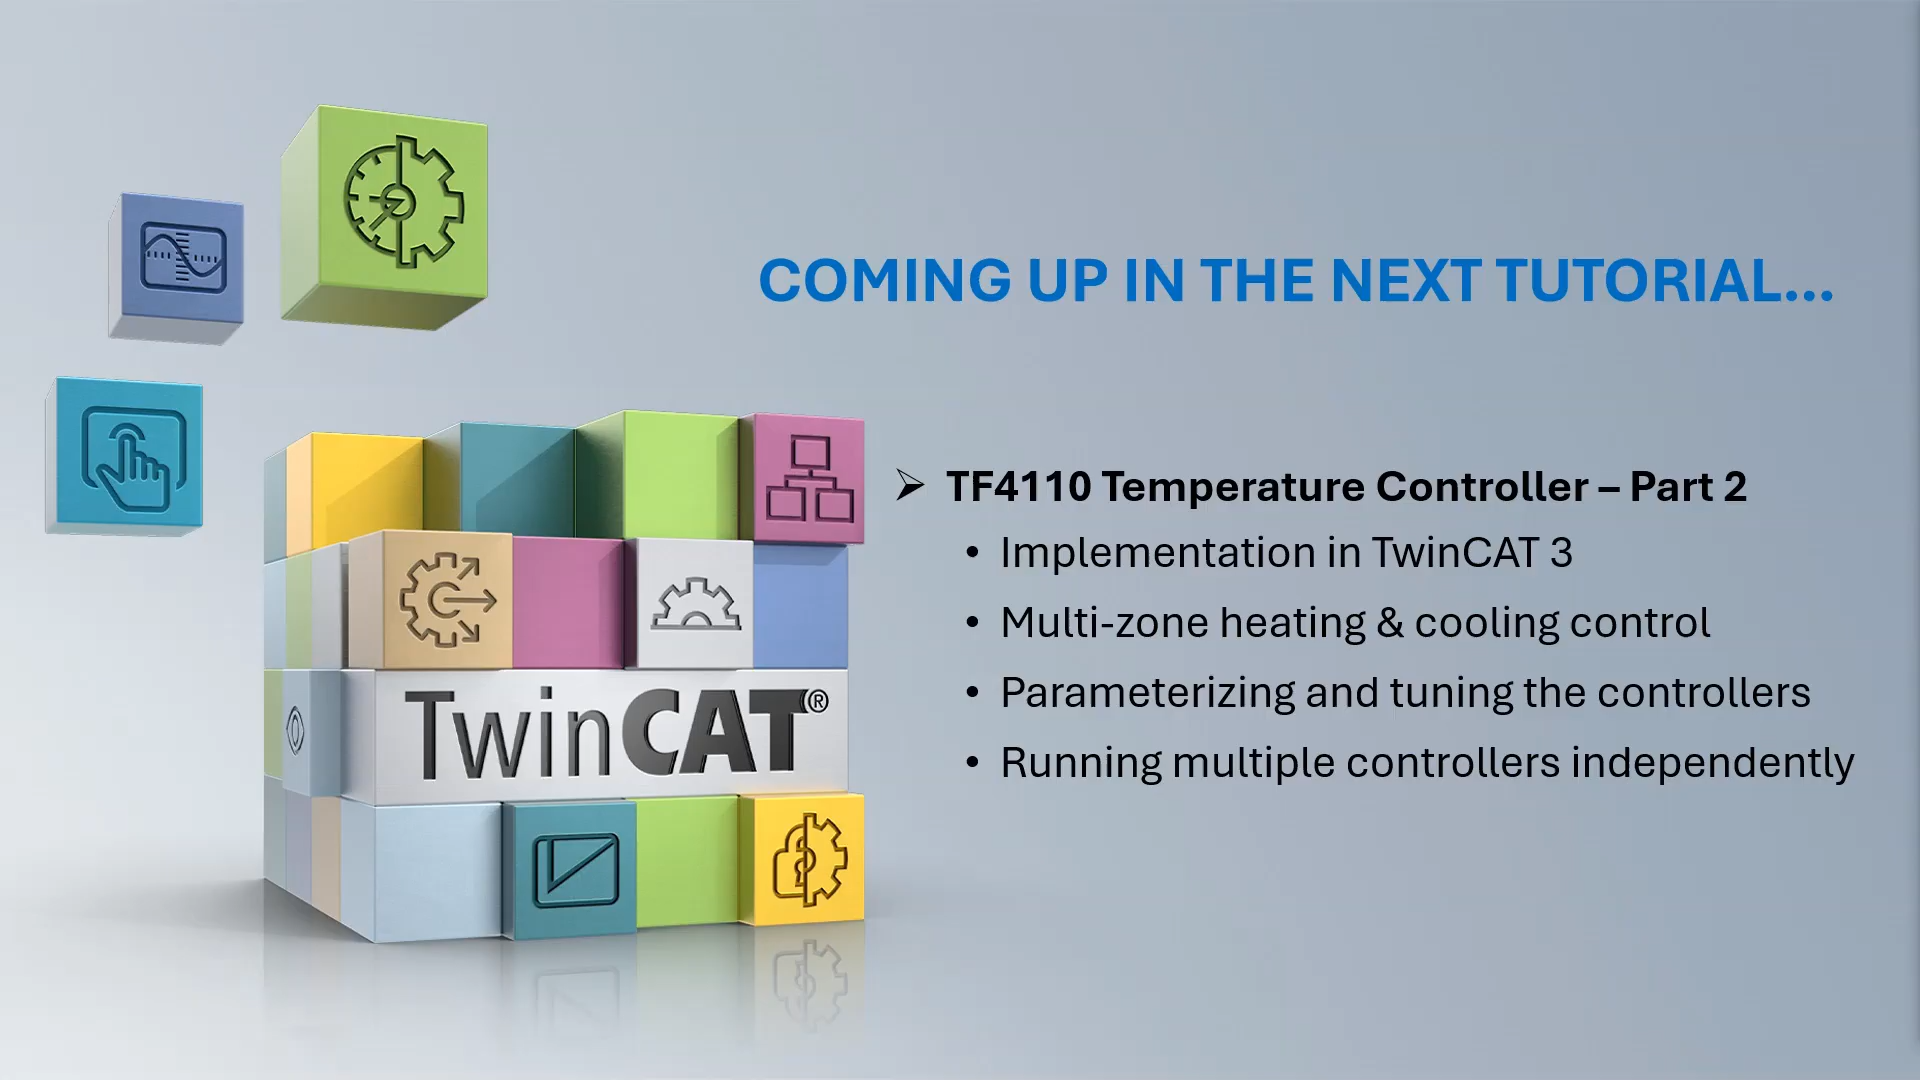 COMING UP IN THE NEXT TUTORIAL...
➢ TF4110 Temperature Controller – Part 2
• Implementation in TwinCAT 3
• Multi-zone heating & cooling control
• Parameterizing and tuning the controllers
• Running multiple controllers independently
TwinCAT®